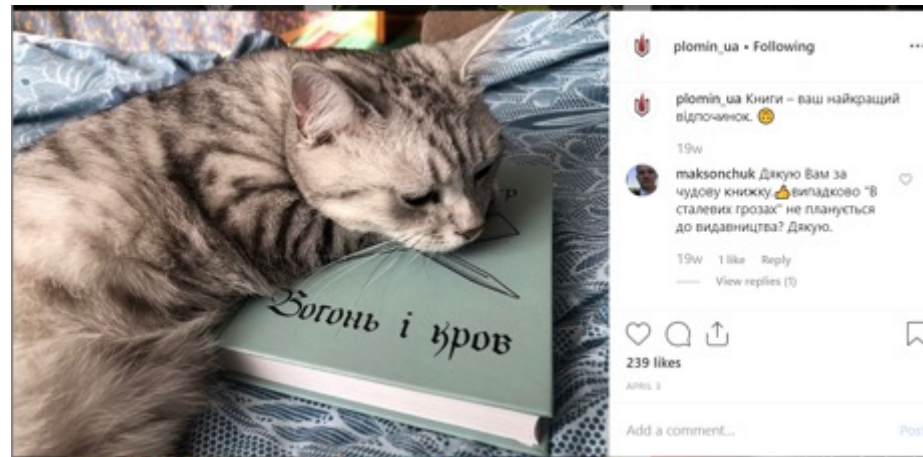 р
Вогонь і кров
plomin_ua • Following
plomin_ua Книги – ваш найкращий
відпочинок.
19w
maksonchuk Дякую Вам за
чудову книжку 👍випадково "В
сталевих грозах" не планується
до видавництва? Дякую.
19w 1 like Reply
View replies (1)
239 likes
APRIL 3
Add a comment...
Pos